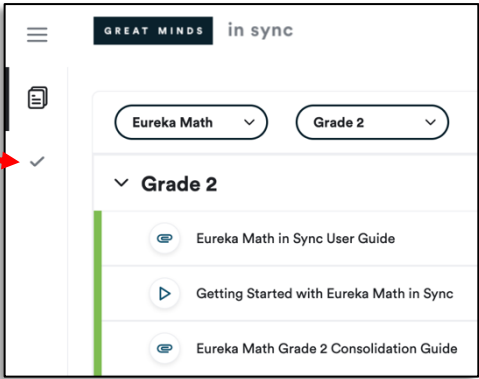 GREAT MINDS in sync
Eureka Math Grade 2
Grade 2
Eureka Math in Sync User Guide
Getting Started with Eureka Math in Sync
Eureka Math Grade 2 Consolidation Guide